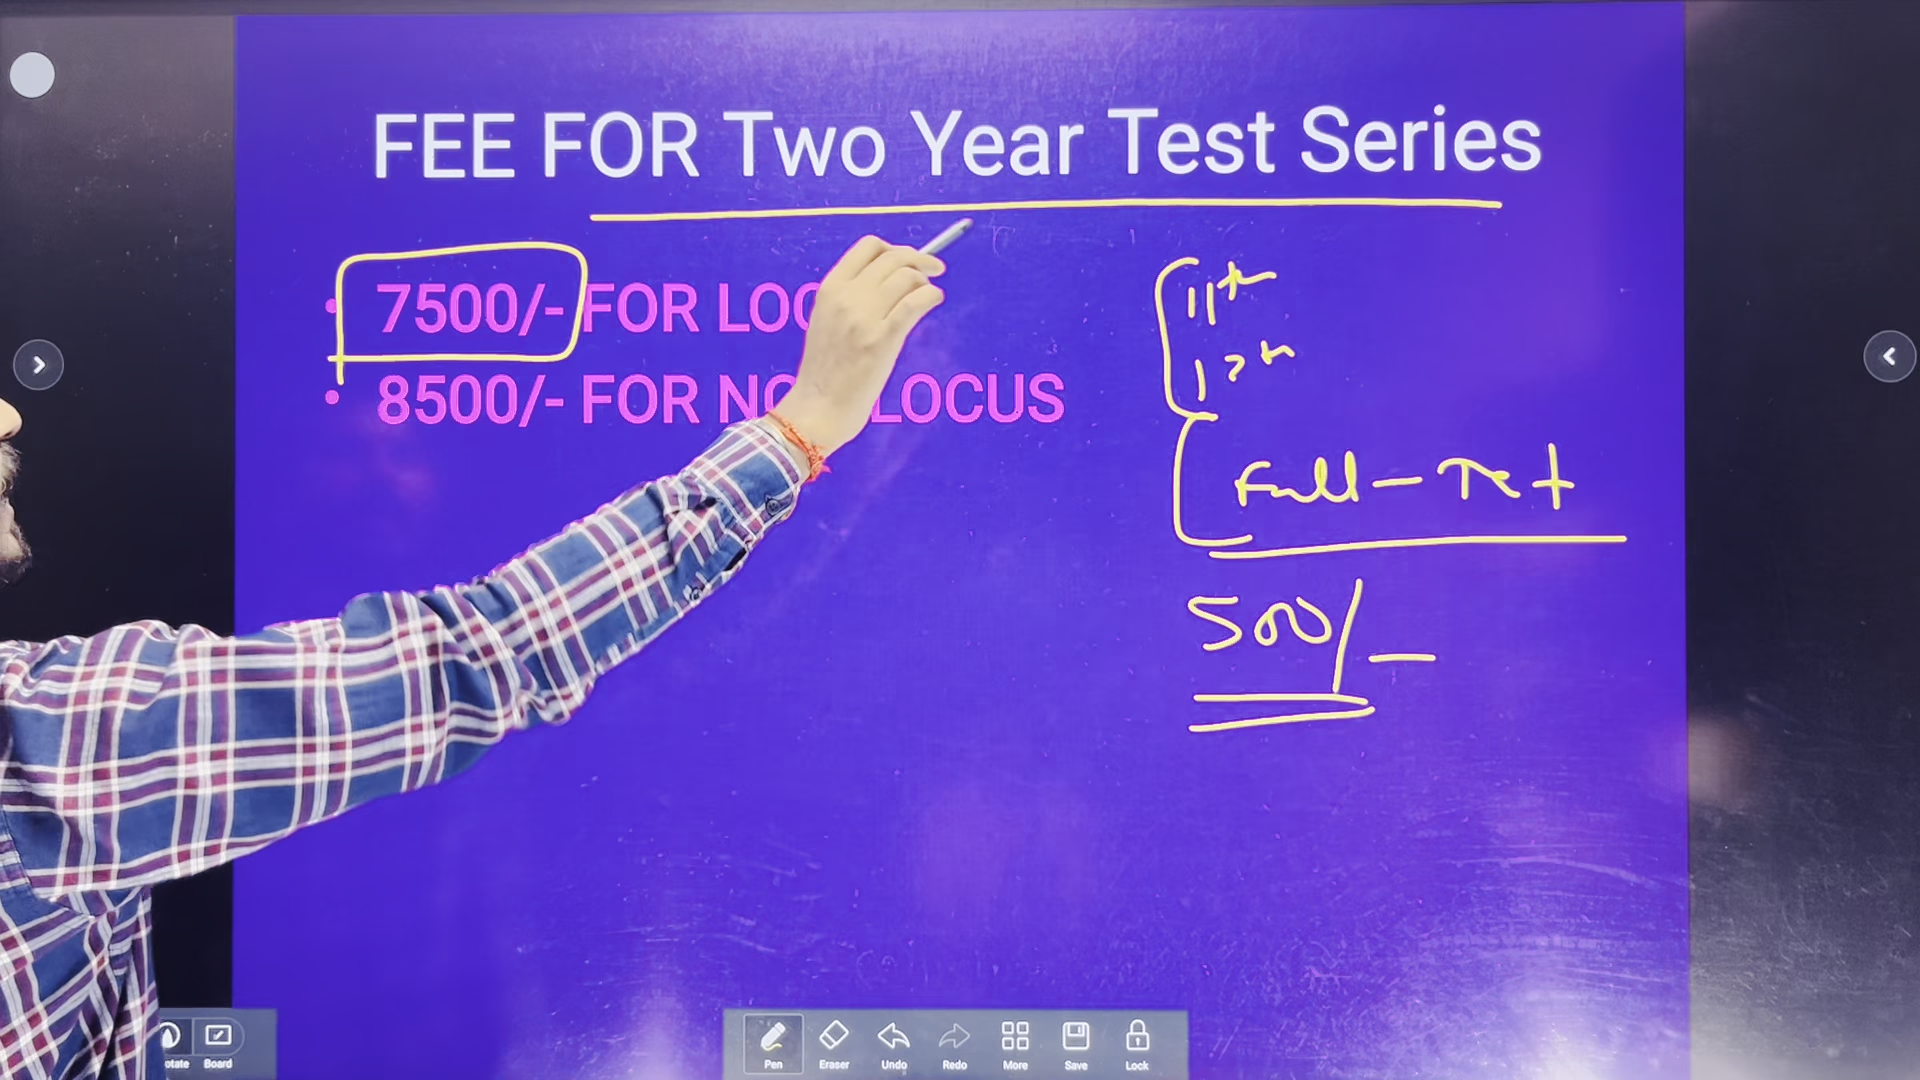 FEE FOR Two Year Test Series
7500/- FOR LOC
8500/- FOR NO LOCUS
11th
12th
Full - Test
500/-
otate
Board
Pen
Eraser
Undo
Redo
More
Save
Lock